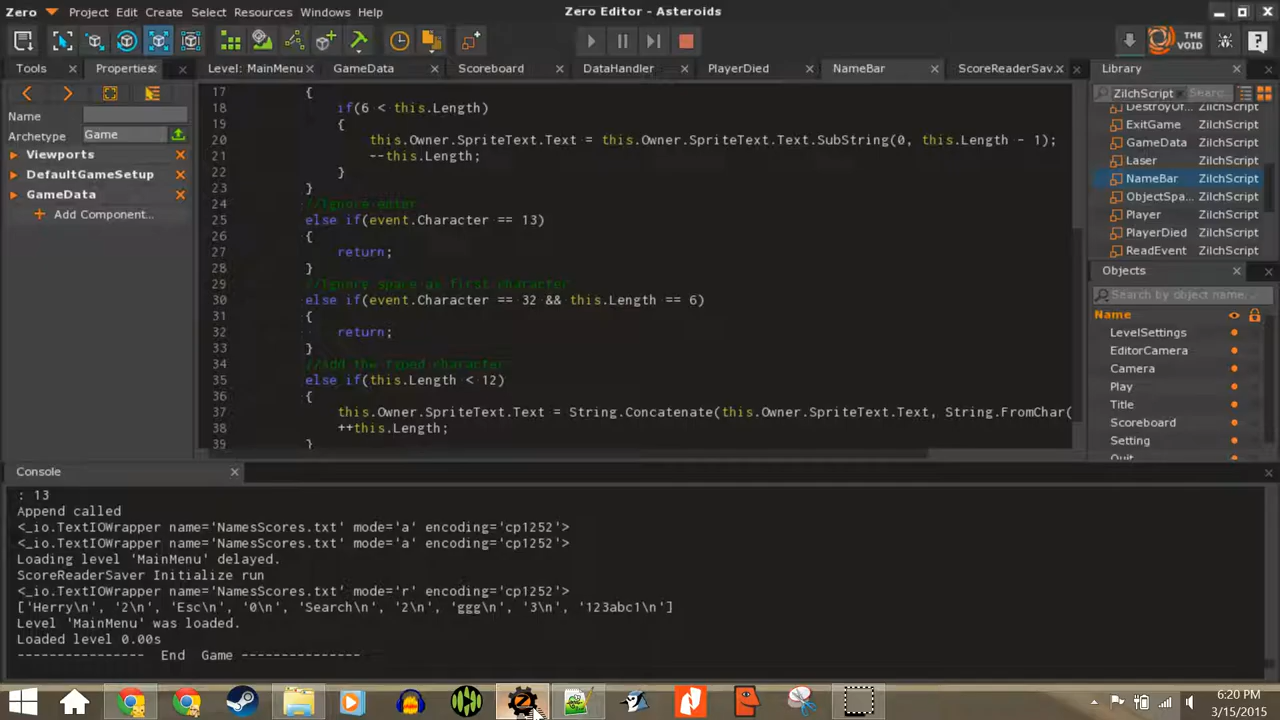 Zero Project Edit Create Select Resources Windows Help Zero Editor - Asteroids
THE VOID
Tools Properties Level: MainMenu GameData Scoreboard DataHandler PlayerDied NameBar ScoreReaderSav. Library
Name
Archetype Game
Viewports
DefaultGameSetup
GameData
Add Component...
17 {
18 if(6 < this.Length)
19 {
20 this.Owner.SpriteText.Text = this.Owner.SpriteText.Text.SubString(0, this.Length - 1);
21 --this.Length;
22 }
23 }
24 //Ignore enter
25 else if(event.Character == 13)
26 {
27 return;
28 }
29 //Ignore space as first character
30 else if(event.Character == 32 && this.Length == 6)
31 {
32 return;
33 }
34 //Add the typed character
35 else if(this.Length < 12)
36 {
37 this.Owner.SpriteText.Text = String.Concatenate(this.Owner.SpriteText.Text, String.FromChar(
38 ++this.Length;
39 }
ZilchScript Searc
DestroyOf.. ZilchScript
ExitGame ZilchScript
GameData ZilchScript
Laser ZilchScript
NameBar ZilchScript
ObjectSpa... ZilchScript
Player ZilchScript
PlayerDied ZilchScript
ReadEvent ZilchScript
Objects
Search by object name...
Name
LevelSettings
EditorCamera
Camera
Play
Title
Scoreboard
Setting
Quit
Console
: 13
Append called
<_io.TextIOWrapper name='NamesScores.txt' mode='a' encoding='cp1252'>
<_io.TextIOWrapper name='NamesScores.txt' mode='a' encoding='cp1252'>
Loading level 'MainMenu' delayed.
ScoreReaderSaver Initialize run
<_io.TextIOWrapper name='NamesScores.txt' mode='r' encoding='cp1252'>
['Herry\n', '2\n', 'Esc\n', '0\n', 'Search\n', '2\n', 'ggg\n', '3\n', '123abc1\n']
Level 'MainMenu' was loaded.
Loaded level 0.00s
---------------- End Game ---------------
6:20 PM
3/15/2015